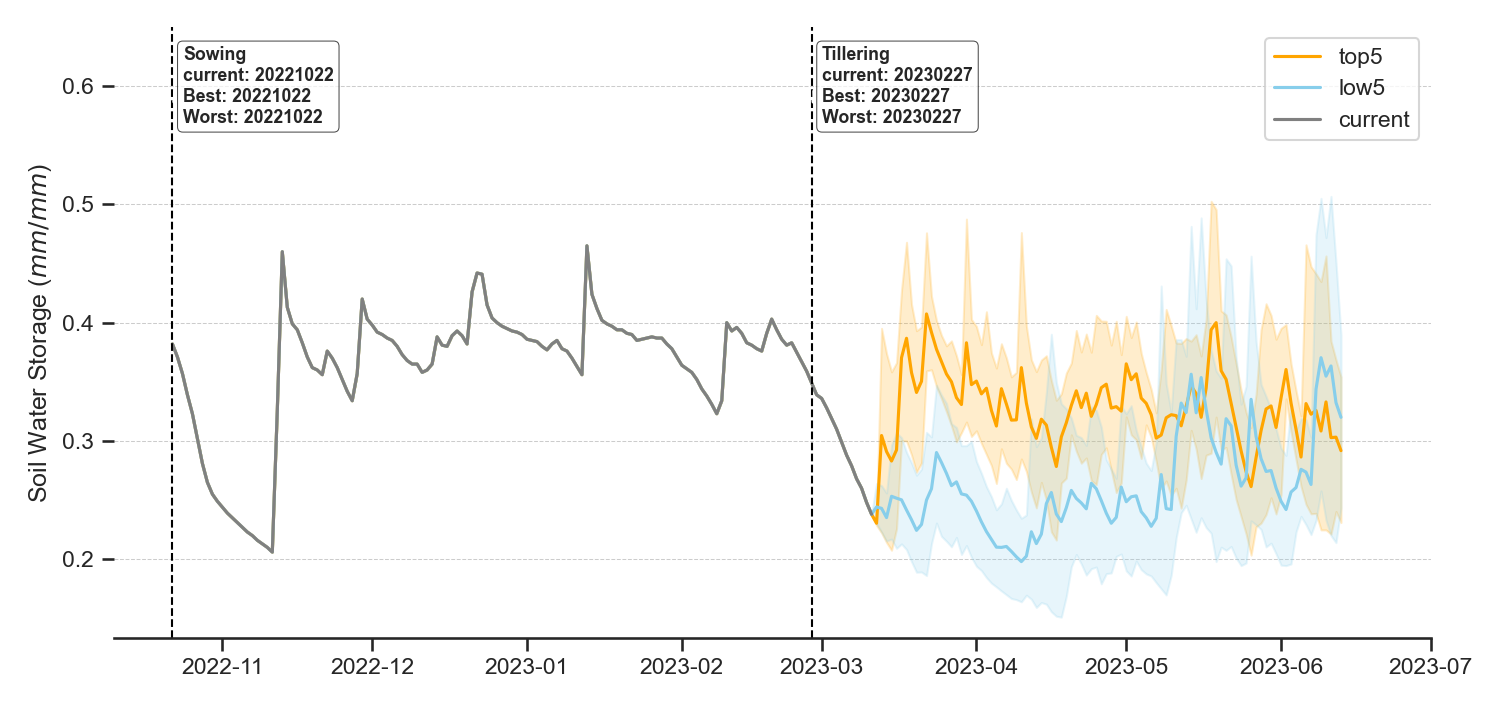 Sowing
current: 20221022
Best: 20221022
Worst: 20221022
Tillering
current: 20230227
Best: 20230227
Worst: 20230227
top5
low5
current
Soil Water Storage (mm/mm)
0.6
0.5
0.4
0.3
0.2
2022-11
2022-12
2023-01
2023-02
2023-03
2023-04
2023-05
2023-06
2023-07